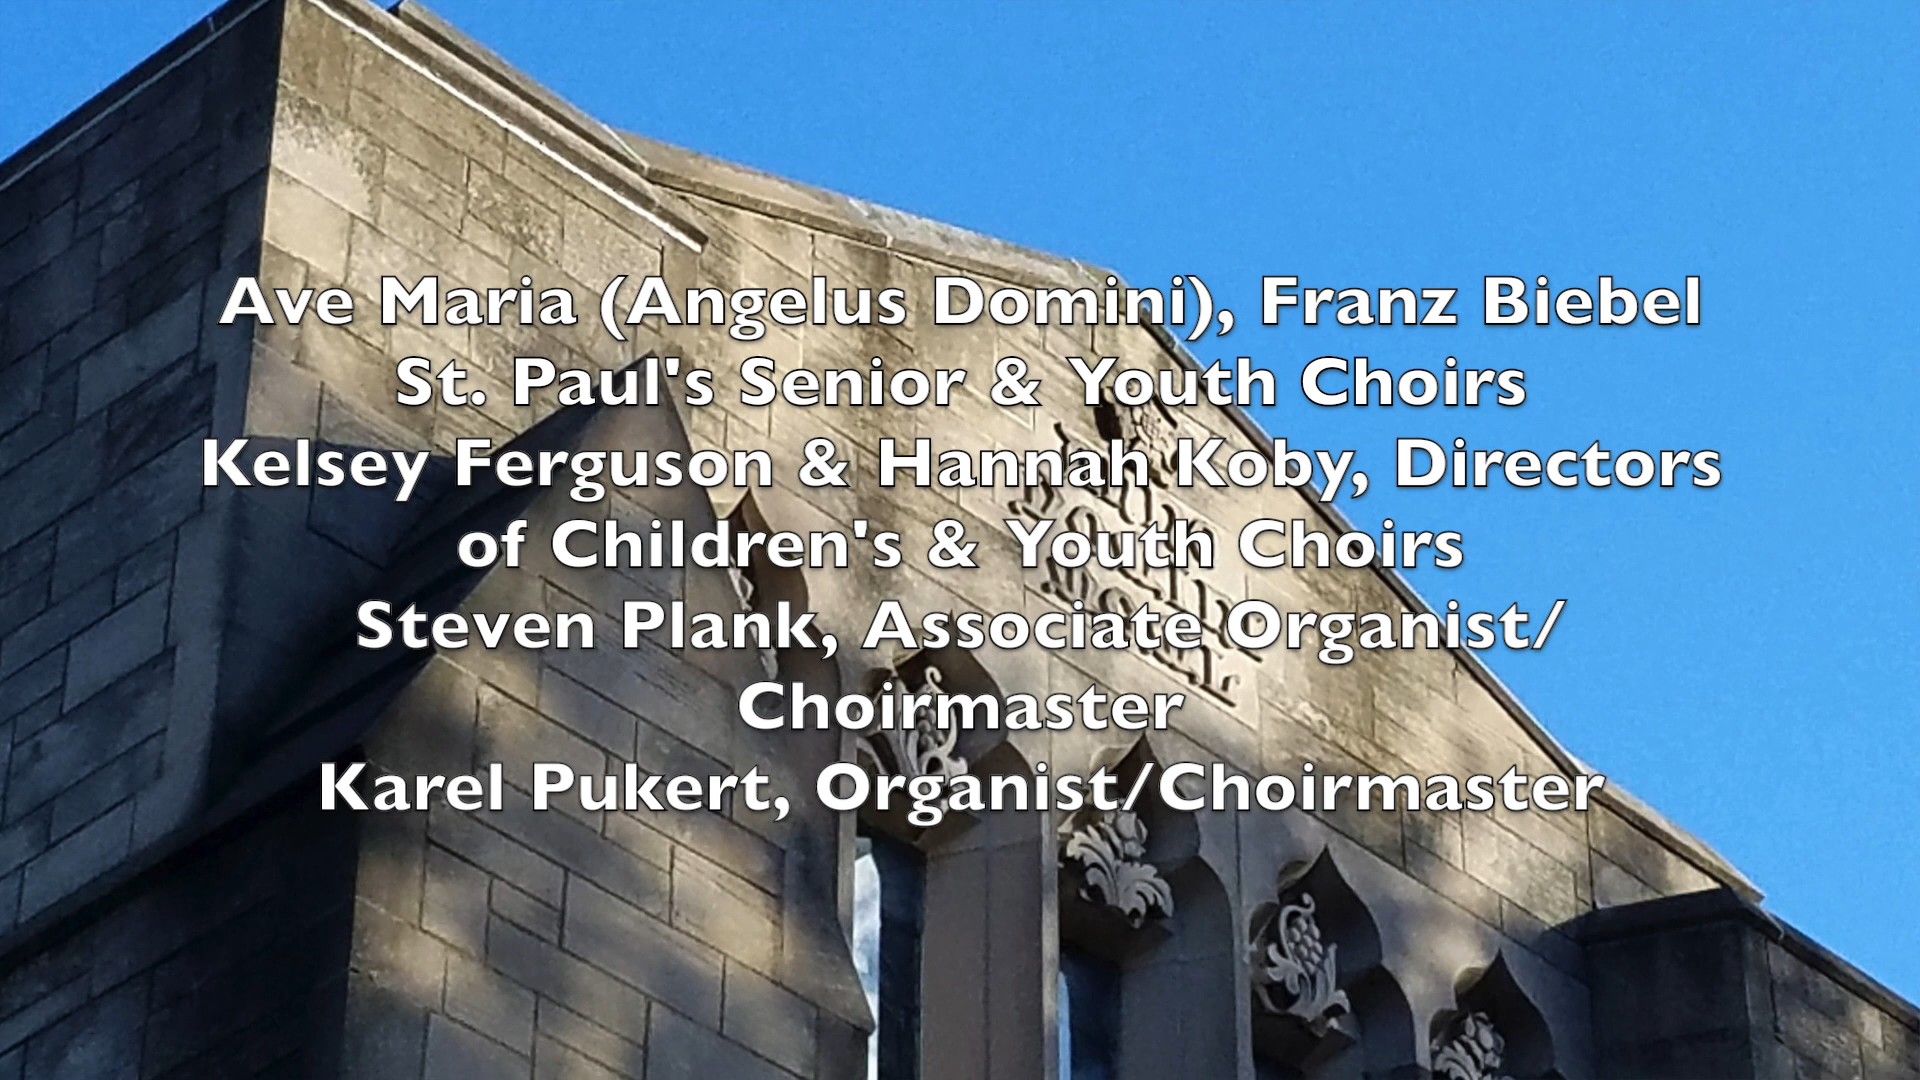 Ave Maria (Angelus Domini), Franz Biebel
St. Paul's Senior & Youth Choirs
Kelsey Ferguson & Hannah Koby, Directors
of Children's & Youth Choirs
Steven Plank, Associate Organist/
Choirmaster
Karel Pukert, Organist/Choirmaster